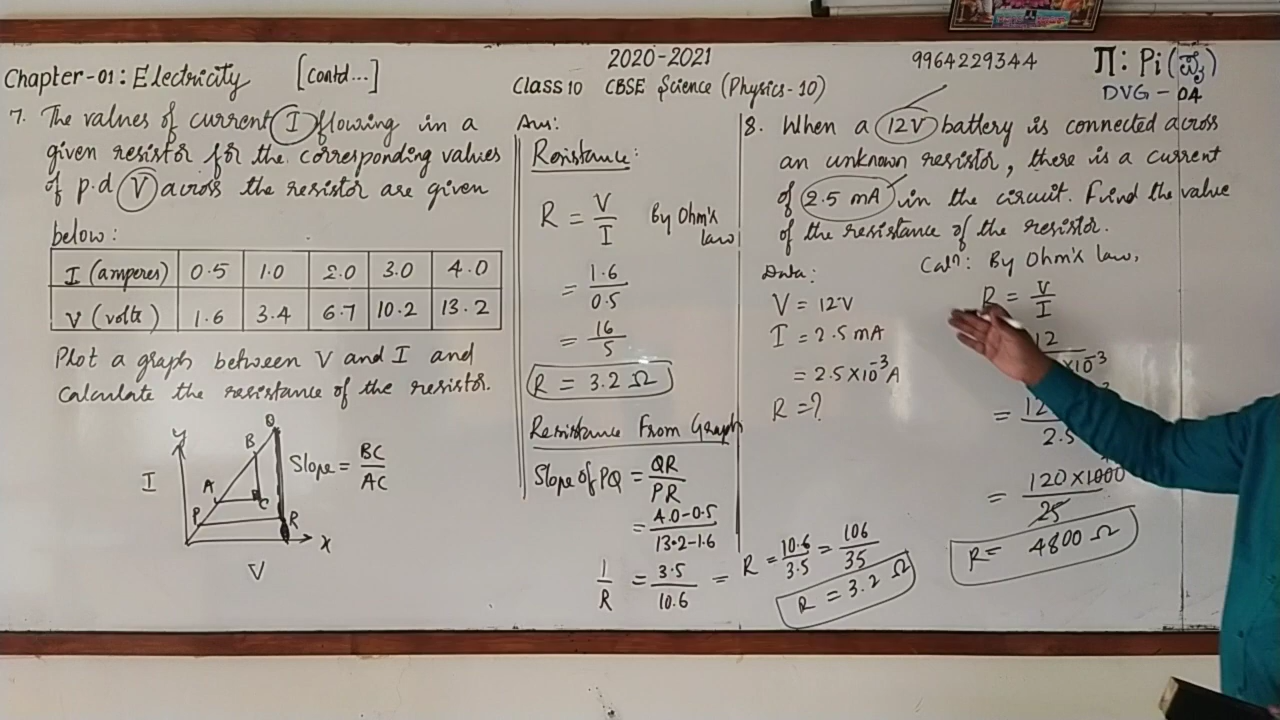 2020-2021
Chapter-01: Electricity [Contd...]
Class 10 CBSE Science (Physics-10)
9964229344
Π: Pi (ಪೈ)
DVG-04
7. The values of current I flowing in a
given resistor for the corresponding values
of p.d V across the resistor are given
below:
I (amperes) 0.5 1.0 2.0 3.0 4.0
V (volts) 1.6 3.4 6.7 10.2 13.2
Plot a graph between V and I and
Calculate the resistance of the resistor.
Y
I
Q
B
A
C
P
R
X
V
Slope = BC/AC
Ans:
Resistance:
R = V/I By Ohm's law
= 1.6/0.5
= 16/5
R = 3.2 Ω
Resistance From Graph
Slope of PQ = QR/PR
= 4.0-0.5/13.2-1.6
1/R = 3.5/10.6 = R = 10.6/3.5 = 106/35
R = 3.2 Ω
8. When a 12V battery is connected across
an unknown resistor, there is a current
of 2.5 mA in the circuit. Find the value
of the resistance of the resistor.
Data:
V = 12V
I = 2.5 mA
= 2.5×10⁻³A
R = ?
Calⁿ: By Ohm's law,
R = V/I
12
×10⁻³
= 12
2.5
= 120×1000/25
R = 4800 Ω